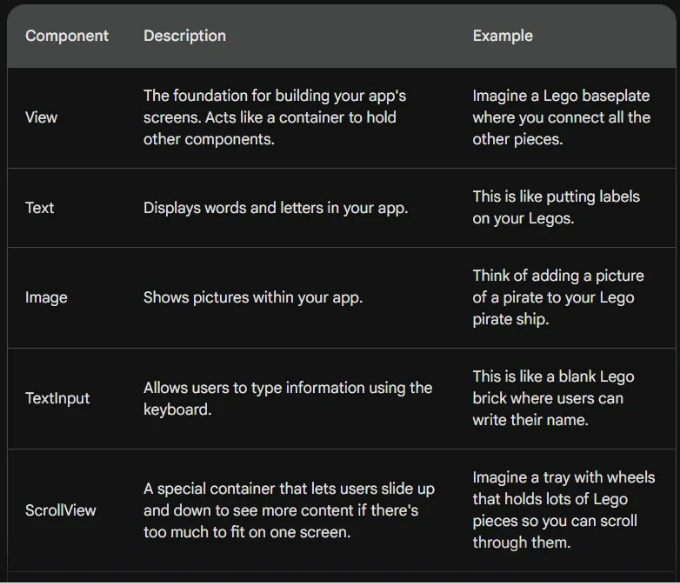 Component Description Example
View
The foundation for building your app's
screens. Acts like a container to hold
other components.
Imagine a Lego baseplate
where you connect all the
other pieces.
Text
Displays words and letters in your app.
This is like putting labels
on your Legos.
Image
Shows pictures within your app.
Think of adding a picture
of a pirate to your Lego
pirate ship.
TextInput
Allows users to type information using the
keyboard.
This is like a blank Lego
brick where users can
write their name.
ScrollView
A special container that lets users slide up
and down to see more content if there's
too much to fit on one screen.
Imagine a tray with wheels
that holds lots of Lego
pieces so you can scroll
through them.